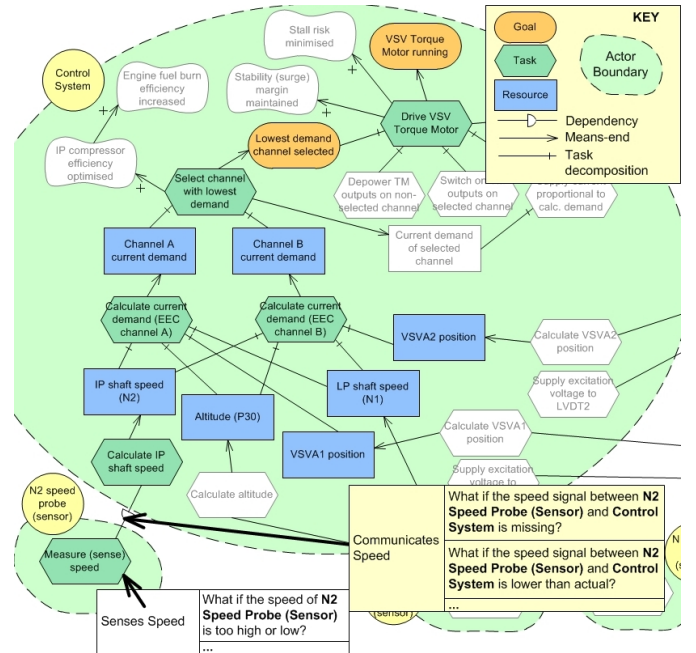 KEY
Goal
Task
Resource
Actor
Boundary
Dependency
Means-end
Task
decomposition
Stall risk
minimised
VSV Torque
Motor running
Control
System
Engine fuel burn
efficiency
increased
Stability (surge)
margin
maintained
+
+
+
+
Drive VSV
Torque Motor
Lowest demand
channel selected
IP compressor
efficiency
optimised
Select channel
with lowest
demand
Depower TM
outputs on non-
selected channel
Switch on
outputs on
selected channel
proportional to
calc. demand
Current demand
of selected
channel
Channel A
current demand
Channel B
current demand
Calculate current
demand (EEC
channel A)
Calculate current
demand (EEC
channel B)
VSVA2 position
Calculate VSVA2
position
IP shaft speed
(N2)
Altitude (P30)
LP shaft speed
(N1)
Supply excitation
voltage to
LVDT2
VSVA1 position
Calculate VSVA1
position
Calculate IP
shaft speed
Calculate altitude
Supply excitation
voltage to
N2 speed
probe
(sensor)
Measure (sense)
speed
Communicates
Speed
What if the speed signal between N2
Speed Probe (Sensor) and Control
System is missing?
What if the speed signal between N2
Speed Probe (Sensor) and Control
System is lower than actual?
...
Senses Speed
What if the speed of N2
Speed Probe (Sensor)
is too high or low?
...
(sensor)
N
(s